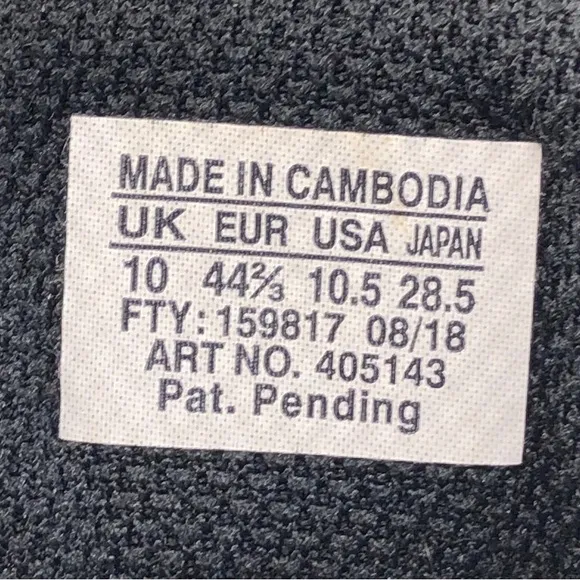 MADE IN CAMBODIA
UK EUR USA JAPAN
10 44⅔ 10.5 28.5
FTY: 159817 08/18
ART NO. 405143
Pat. Pending